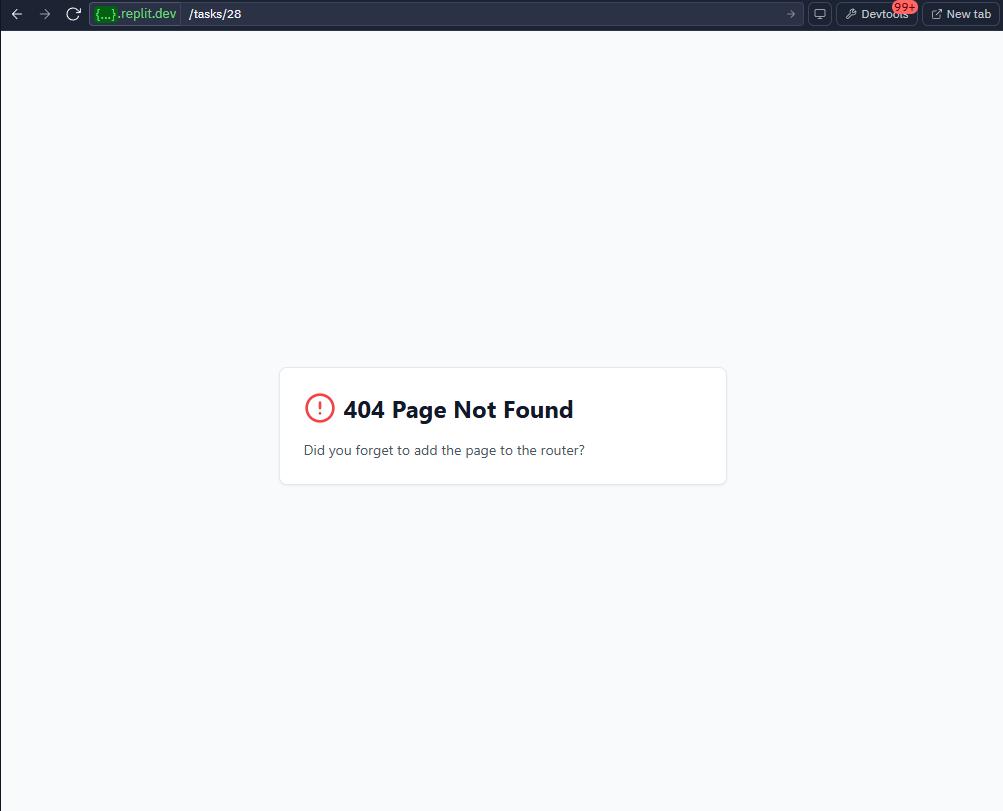 {...}.replit.dev /tasks/28 Devtools 99+ New tab
404 Page Not Found
Did you forget to add the page to the router?